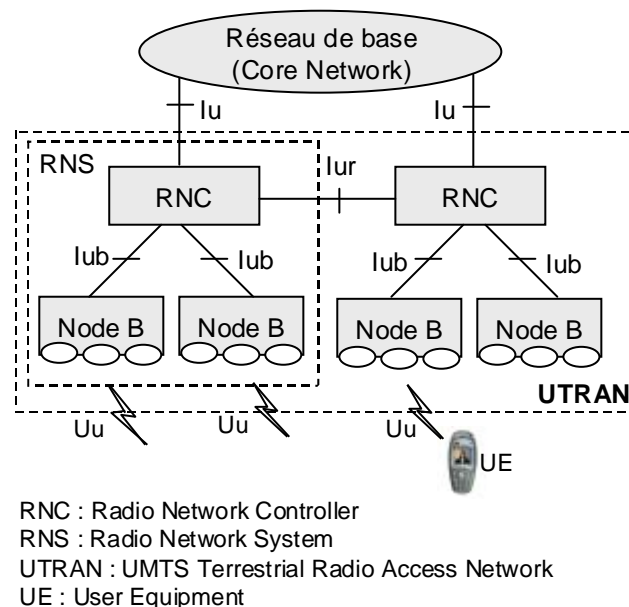 Réseau de base
(Core Network)
Iu
Iu
RNS
RNC
Iur
RNC
Iub
Iub
Iub
Iub
Node B
Node B
Node B
Node B
UTRAN
Uu
Uu
Uu
UE
RNC : Radio Network Controller
RNS : Radio Network System
UTRAN : UMTS Terrestrial Radio Access Network
UE : User Equipment